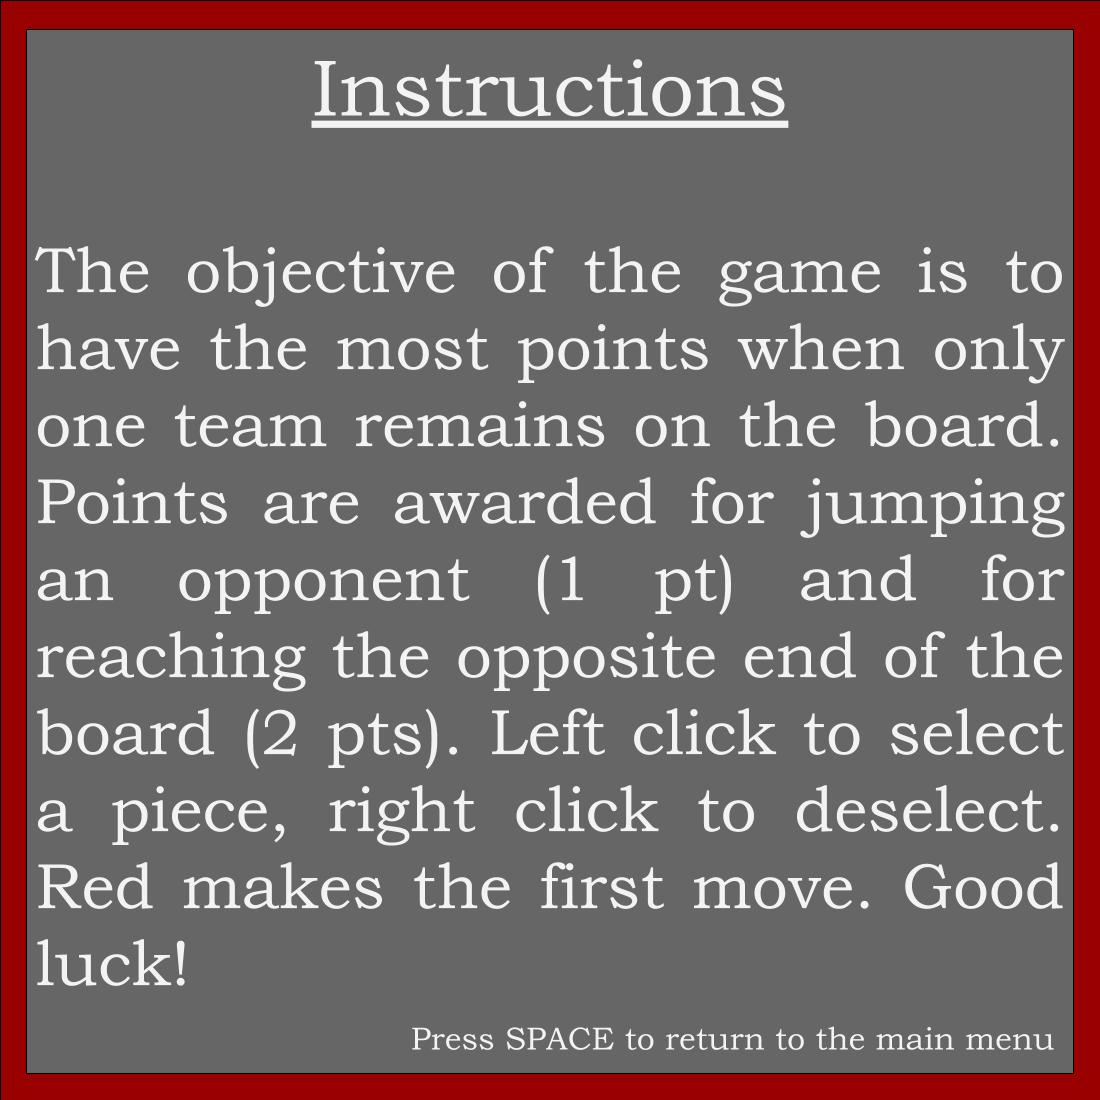 Instructions
The objective of the game is to
have the most points when only
one team remains on the board.
Points are awarded for jumping
an opponent (1 pt) and for
reaching the opposite end of the
board (2 pts). Left click to select
a piece, right click to deselect.
Red makes the first move. Good
luck!
Press SPACE to return to the main menu